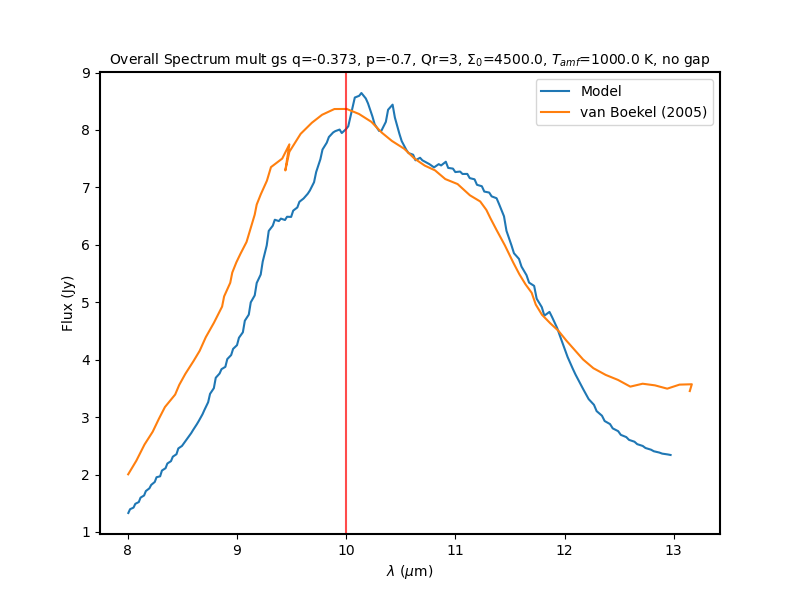 Overall Spectrum mult gs q=-0.373, p=-0.7, Qr=3, Σ₀=4500.0, T_amf=1000.0 K, no gap
Model
van Boekel (2005)
9
8
7
6
5
4
3
2
1
Flux (Jy)
8 9 10 11 12 13
λ (μm)